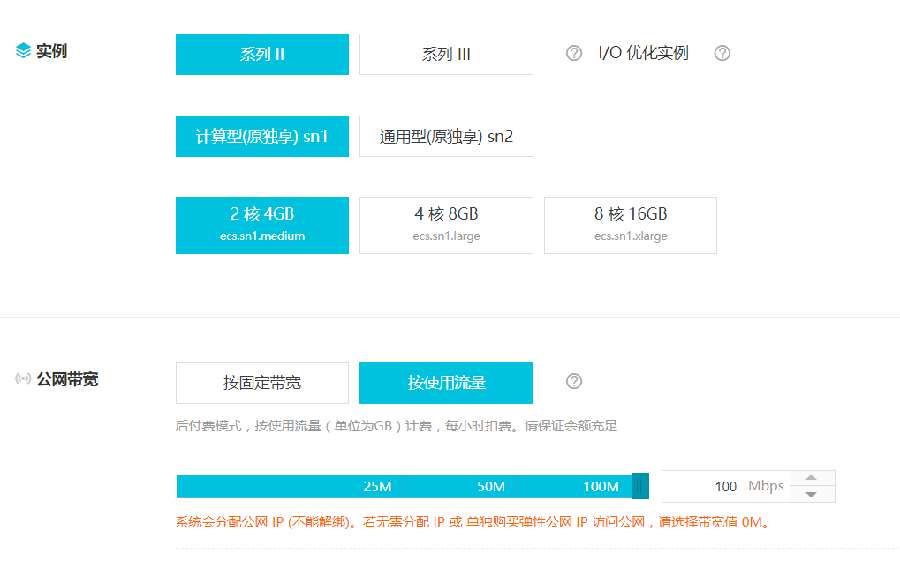 实例
系列 II
系列 III
? I/O 优化实例 ?
计算型(原独享) sn1
通用型(原独享) sn2
2 核 4GB
ecs.sn1.medium
4 核 8GB
ecs.sn1.large
8 核 16GB
ecs.sn1.xlarge
公网带宽
按固定带宽
按使用流量
?
后付费模式，按使用流量（单位为GB）计费，每小时扣费。请保证余额充足
25M
50M
100M
100 Mbps
系统会分配公网 IP (不能解绑)。若无需分配 IP 或 单独购买弹性公网 IP 访问公网，请选择带宽值 0M。